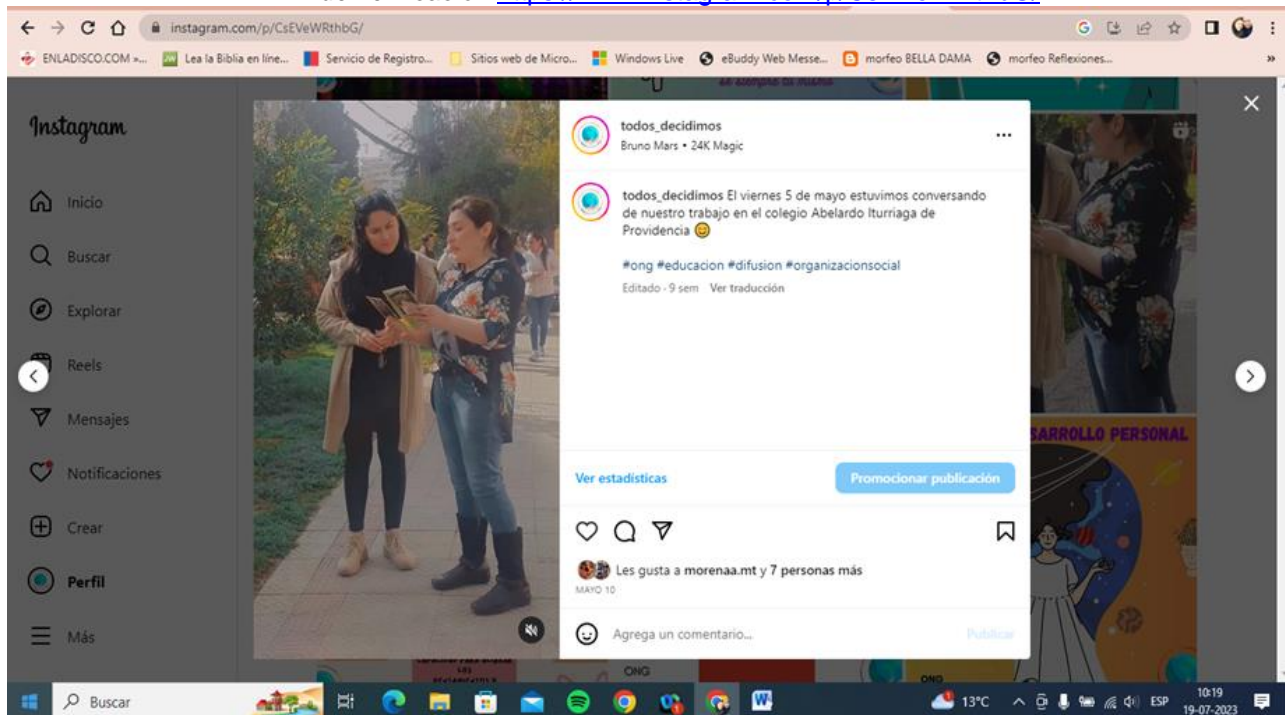 instagram.com/p/CsEVeWRthbG/
ENLADISCO.COM »...
Lea la Biblia en líne...
Servicio de Registro...
Sitios web de Micro...
Windows Live
eBuddy Web Messe...
morfeo BELLA DAMA
morfeo Reflexiones...
»
Instagram
Inicio
Buscar
Explorar
Reels
Mensajes
Notificaciones
Crear
Perfil
Más
todos_decidimos
Bruno Mars • 24K Magic
todos_decidimos El viernes 5 de mayo estuvimos conversando
de nuestro trabajo en el colegio Abelardo Iturriaga de
Providencia
#ong #educacion #difusion #organizacionsocial
Editado · 9 sem Ver traducción
Ver estadísticas
Promocionar publicación
Les gusta a morenaa.mt y 7 personas más
MAYO 10
Agrega un comentario...
Publicar
SARROLLO PERSONAL
ONG
ONG
Buscar
13°C
ESP
10:19
19-07-2023